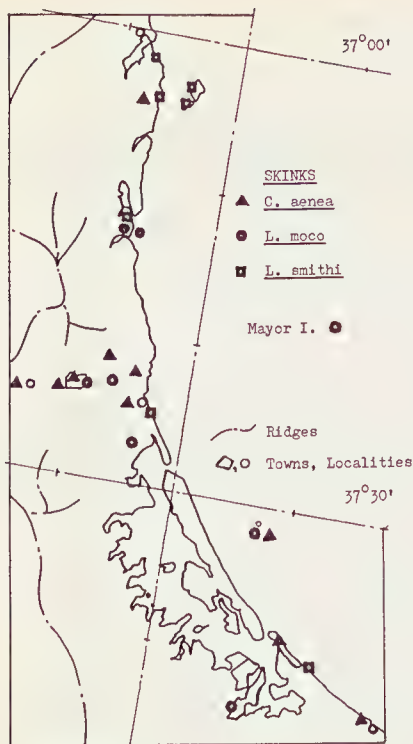 37°00'
SKINKS
C. aenea
L. moco
L. smithi
Mayor I.
Ridges
Towns, Localities
37°30'